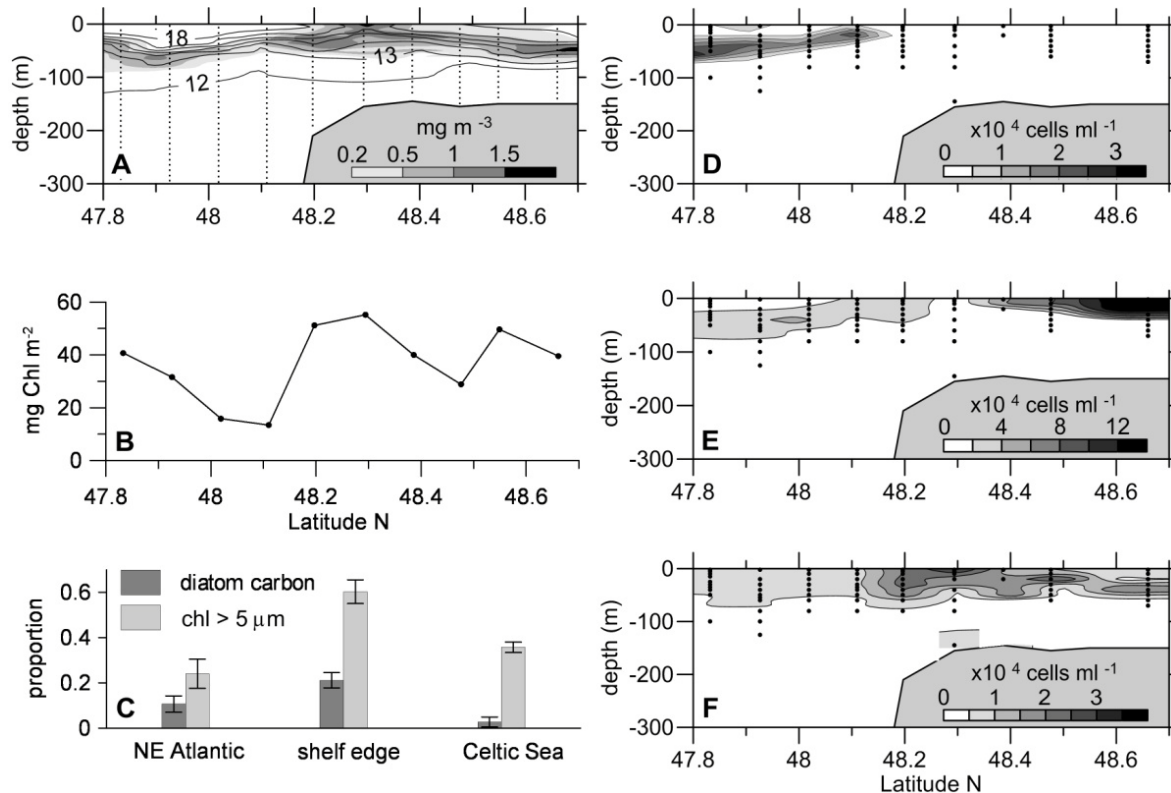 0
-100
-200
-300
depth (m)
18
13
12
mg m -3
0.2 0.5 1 1.5
A
47.8 48 48.2 48.4 48.6
60
40
20
0
mg Chl m-2
B
47.8 48 48.2 48.4 48.6
Latitude N
0.6
0.4
0.2
0
proportion
diatom carbon
chl > 5 μm
C
NE Atlantic shelf edge Celtic Sea
0
-100
-200
-300
depth (m)
x10 4 cells ml -1
0 1 2 3
D
47.8 48 48.2 48.4 48.6
0
-100
-200
-300
depth (m)
x10 4 cells ml -1
0 4 8 12
E
47.8 48 48.2 48.4 48.6
0
-100
-200
-300
depth (m)
x10 4 cells ml -1
0 1 2 3
F
47.8 48 48.2 48.4 48.6
Latitude N